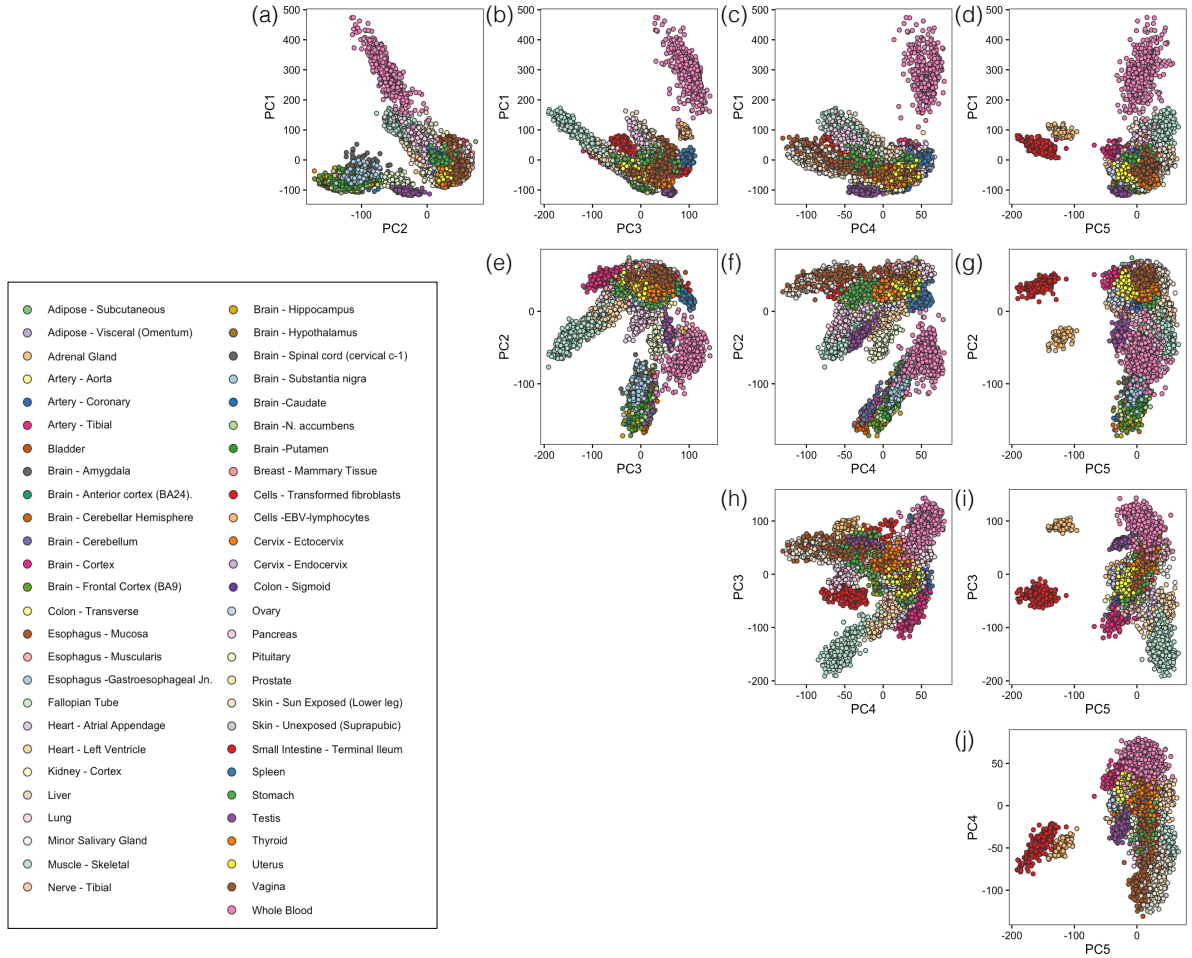 (a)
500
400
300
200
100
0
-100
PC1
-100
0
PC2
(b)
500
400
300
200
100
0
-100
PC1
-200
-100
0
100
PC3
(c)
500
400
300
200
100
0
-100
PC1
-100
-50
0
50
PC4
(d)
500
400
300
200
100
0
-100
PC1
-200
-100
0
PC5
(e)
0
-100
PC2
-200
-100
0
100
PC3
(f)
0
-100
PC2
-100
-50
0
50
PC4
(g)
0
-100
PC2
-200
-100
0
PC5
(h)
100
0
-100
-200
PC3
-100
-50
0
50
PC4
(i)
100
0
-100
-200
PC3
-200
-100
0
PC5
(j)
50
0
-50
-100
PC4
-200
-100
0
PC5
Adipose - Subcutaneous
Adipose - Visceral (Omentum)
Adrenal Gland
Artery - Aorta
Artery - Coronary
Artery - Tibial
Bladder
Brain - Amygdala
Brain - Anterior cortex (BA24).
Brain - Cerebellar Hemisphere
Brain - Cerebellum
Brain - Cortex
Brain - Frontal Cortex (BA9)
Colon - Transverse
Esophagus - Mucosa
Esophagus - Muscularis
Esophagus -Gastroesophageal Jn.
Fallopian Tube
Heart - Atrial Appendage
Heart - Left Ventricle
Kidney - Cortex
Liver
Lung
Minor Salivary Gland
Muscle - Skeletal
Nerve - Tibial
Brain - Hippocampus
Brain - Hypothalamus
Brain - Spinal cord (cervical c-1)
Brain - Substantia nigra
Brain -Caudate
Brain -N. accumbens
Brain -Putamen
Breast - Mammary Tissue
Cells - Transformed fibroblasts
Cells -EBV-lymphocytes
Cervix - Ectocervix
Cervix - Endocervix
Colon - Sigmoid
Ovary
Pancreas
Pituitary
Prostate
Skin - Sun Exposed (Lower leg)
Skin - Unexposed (Suprapubic)
Small Intestine - Terminal Ileum
Spleen
Stomach
Testis
Thyroid
Uterus
Vagina
Whole Blood